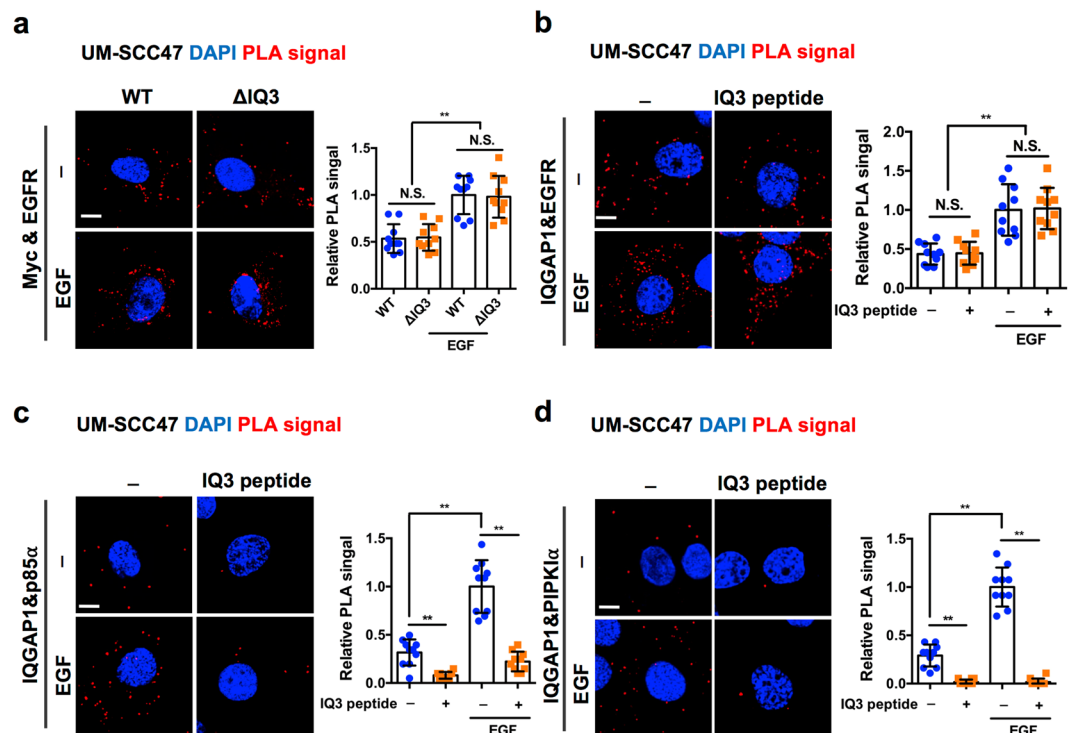 a
UM-SCC47 DAPI PLA signal
WT ΔIQ3
Myc & EGFR
–
EGF
Relative PLA singal
1.5
1.0
0.5
0.0
**
N.S.
N.S.
WT ΔIQ3 WT ΔIQ3
EGF
b
UM-SCC47 DAPI PLA signal
– IQ3 peptide
IQGAP1&EGFR
–
EGF
Relative PLA singal
2.0
1.5
1.0
0.5
0.0
**
N.S.
N.S.
IQ3 peptide – + – +
EGF
c
UM-SCC47 DAPI PLA signal
– IQ3 peptide
IQGAP1&p85α
–
EGF
Relative PLA singal
1.5
1.0
0.5
0.0
**
**
**
IQ3 peptide – + – +
EGF
d
UM-SCC47 DAPI PLA signal
– IQ3 peptide
IQGAP1&PIPKIα
–
EGF
Relative PLA singal
1.5
1.0
0.5
0.0
**
**
**
IQ3 peptide – + – +
EGF